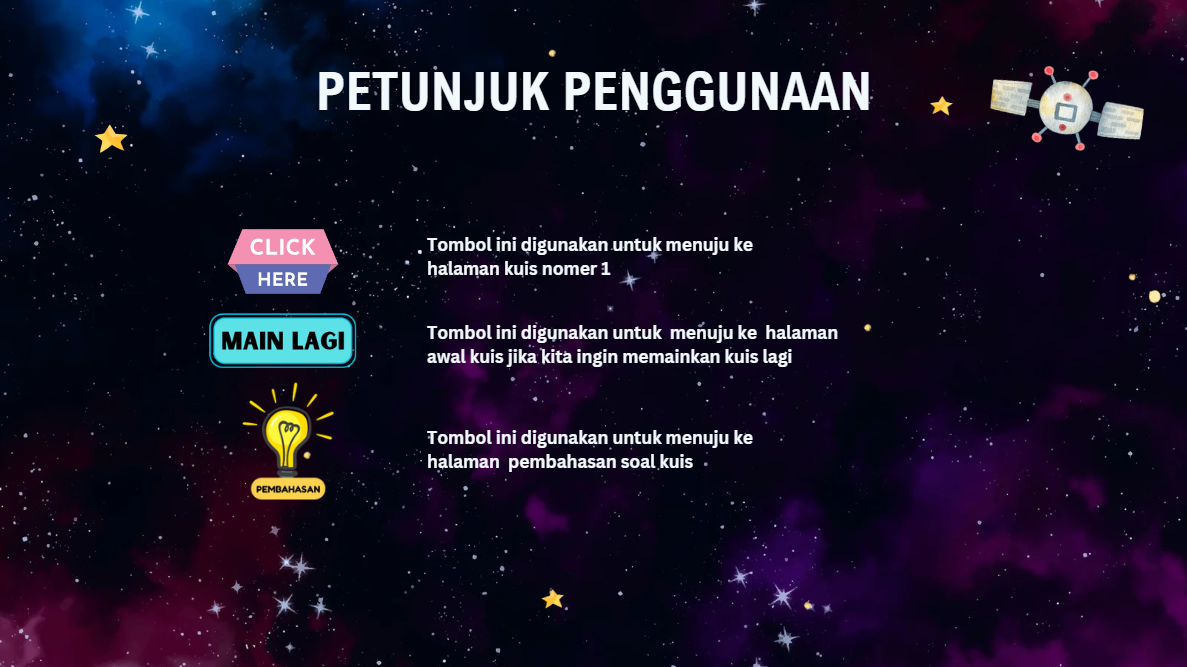 PETUNJUK PENGGUNAAN
CLICK
HERE
Tombol ini digunakan untuk menuju ke
halaman kuis nomer 1
MAIN LAGI
Tombol ini digunakan untuk menuju ke halaman
awal kuis jika kita ingin memainkan kuis lagi
PEMBAHASAN
Tombol ini digunakan untuk menuju ke
halaman pembahasan soal kuis